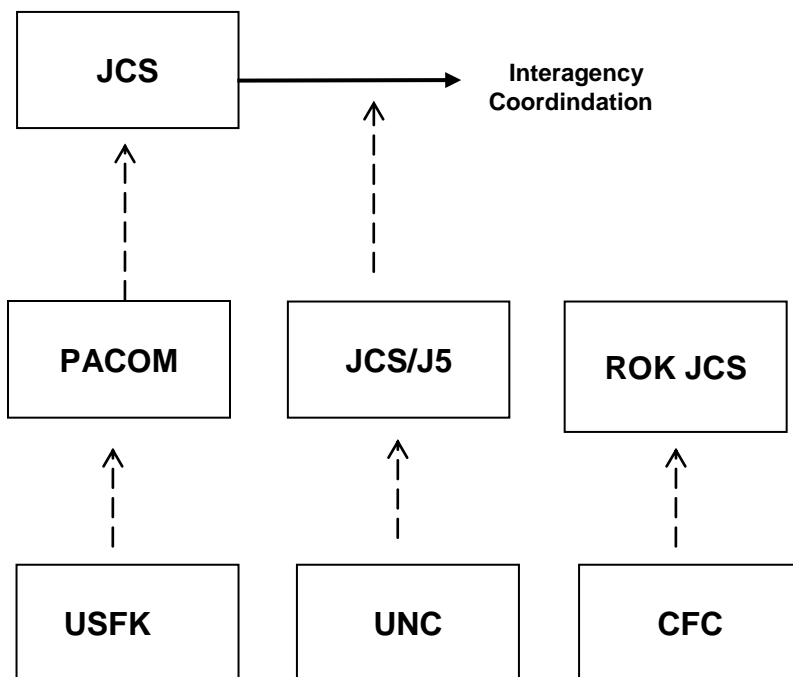 JCS
Interagency
Coordindation
PACOM
JCS/J5
ROK JCS
USFK
UNC
CFC